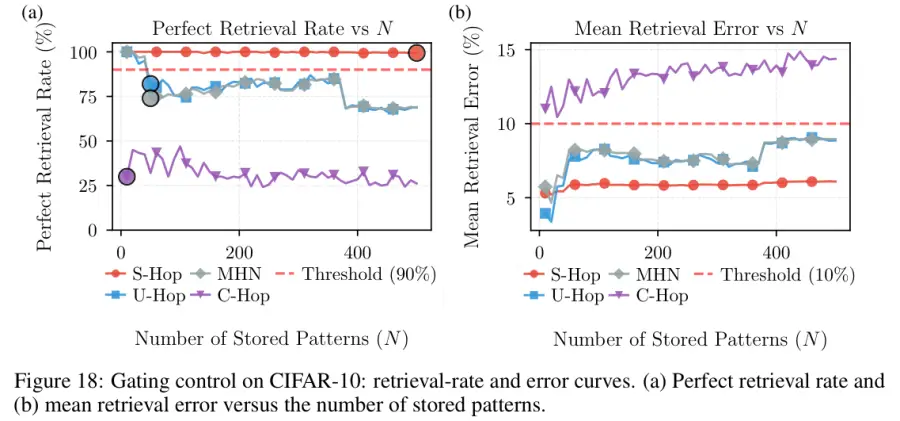 (a)
Perfect Retrieval Rate vs N
Perfect Retrieval Rate (%)
100
75
50
25
0
0
200
400
S-Hop
MHN
Threshold (90%)
U-Hop
C-Hop
Number of Stored Patterns (N)
(b)
Mean Retrieval Error vs N
Mean Retrieval Error (%)
15
10
5
0
200
400
S-Hop
MHN
Threshold (10%)
U-Hop
C-Hop
Number of Stored Patterns (N)
Figure 18: Gating control on CIFAR-10: retrieval-rate and error curves. (a) Perfect retrieval rate and
(b) mean retrieval error versus the number of stored patterns.